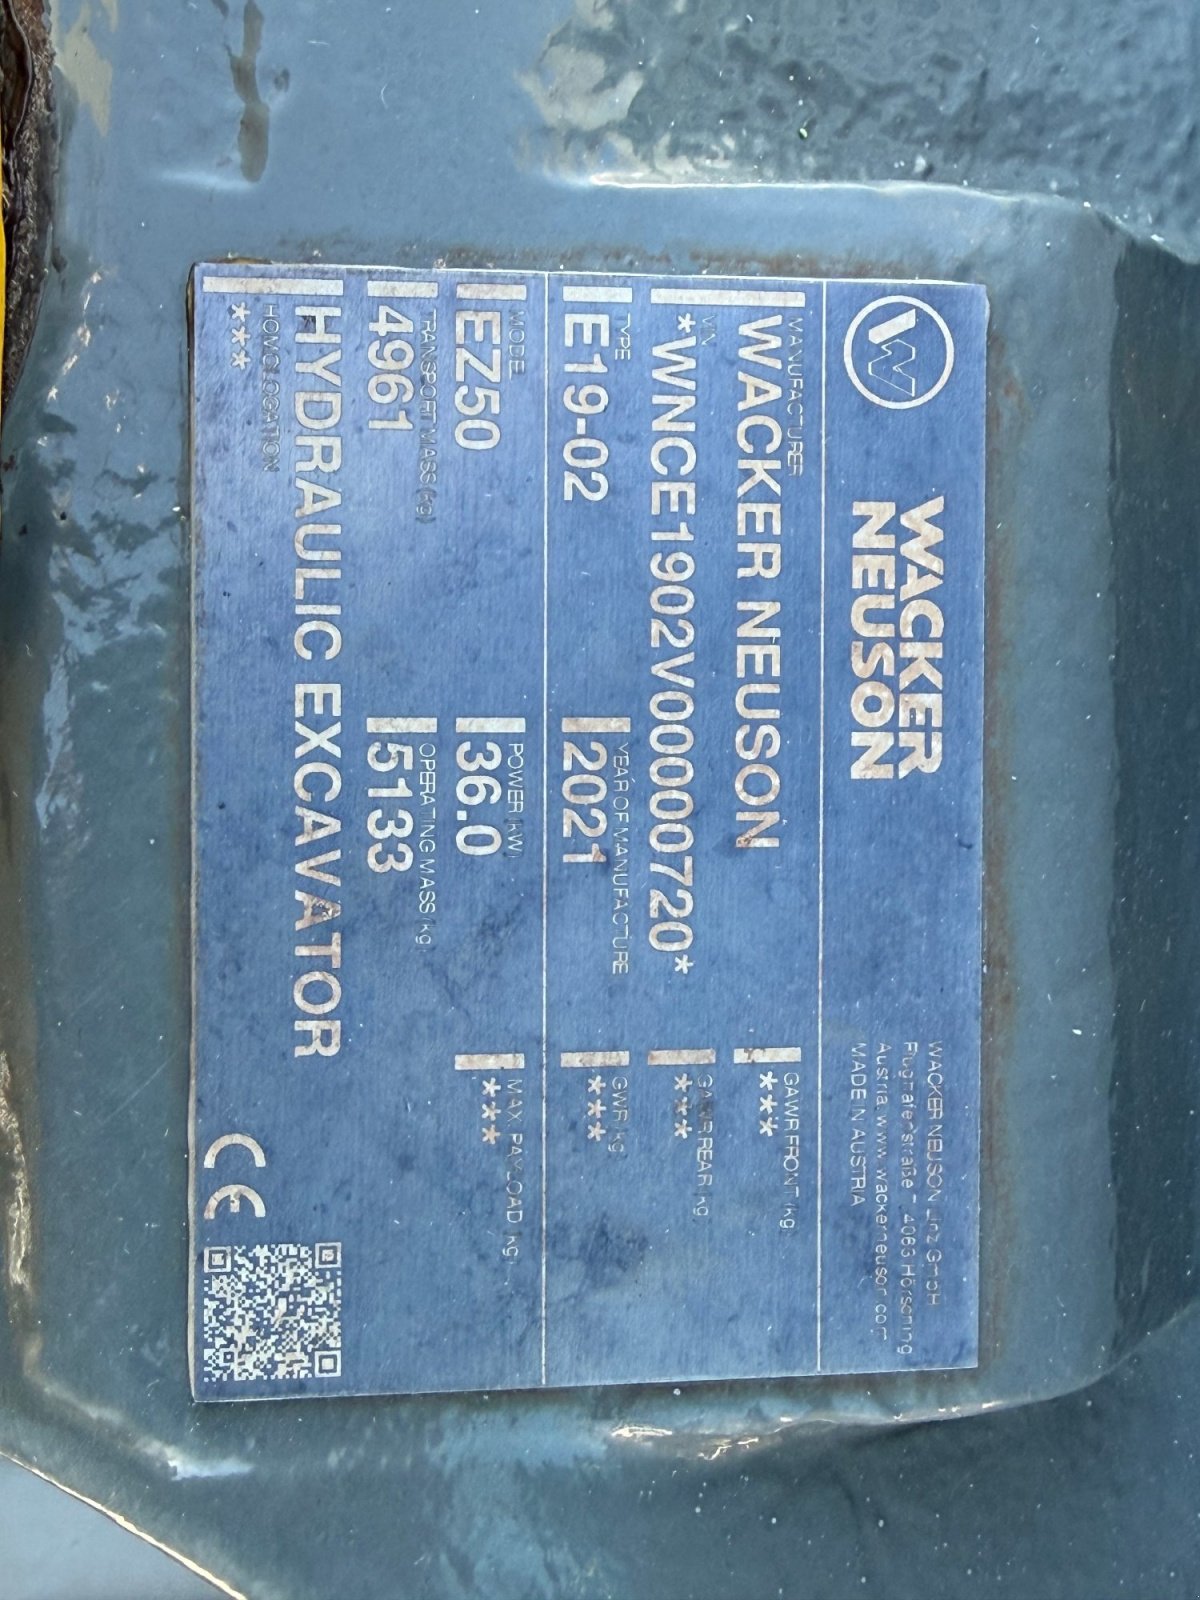 WACKER
NEUSON
WACKER NEUSON Linz GmbH
Flughafenstraße 7 4063 Hörsching
Austria www.wackerneuson.com
MADE IN AUSTRIA
MANUFACTURER
WACKER NEUSON
GAWR FRONT (kg)
***
VIN
*WNCE1902V00000720*
GAWR REAR (kg)
***
TYPE
E19-02
YEAR OF MANUFACTURE
2021
GWR (kg)
***
MODEL
EZ50
POWER (kW)
36.0
MAX. PAYLOAD (kg)
***
TRANSPORT MASS (kg)
4961
OPERATING MASS (kg)
5133
HYDRAULIC EXCAVATOR
HOMOLOGATION
***
CE